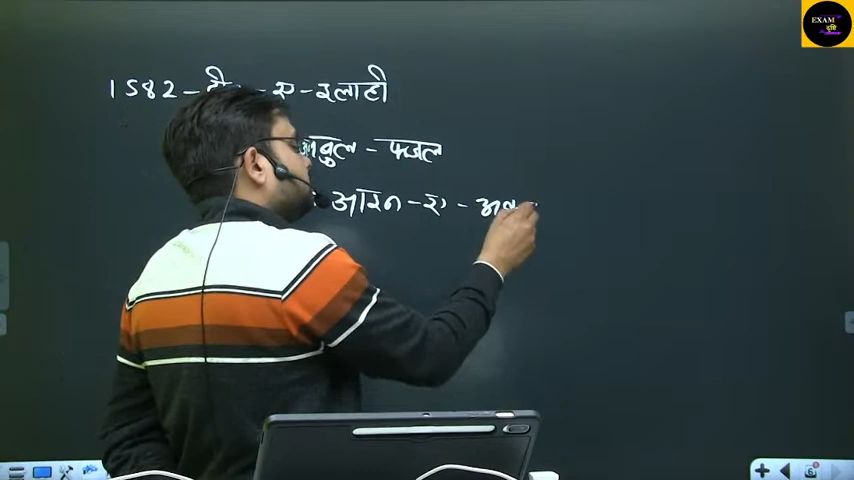 1582 - दीन - ए - इलाही
अबुल - फजल
आइन - ए -
EXAM